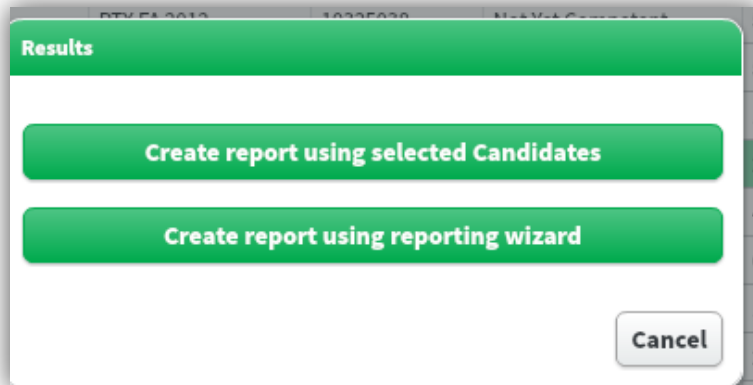 Results
Create report using selected Candidates
Create report using reporting wizard
Cancel